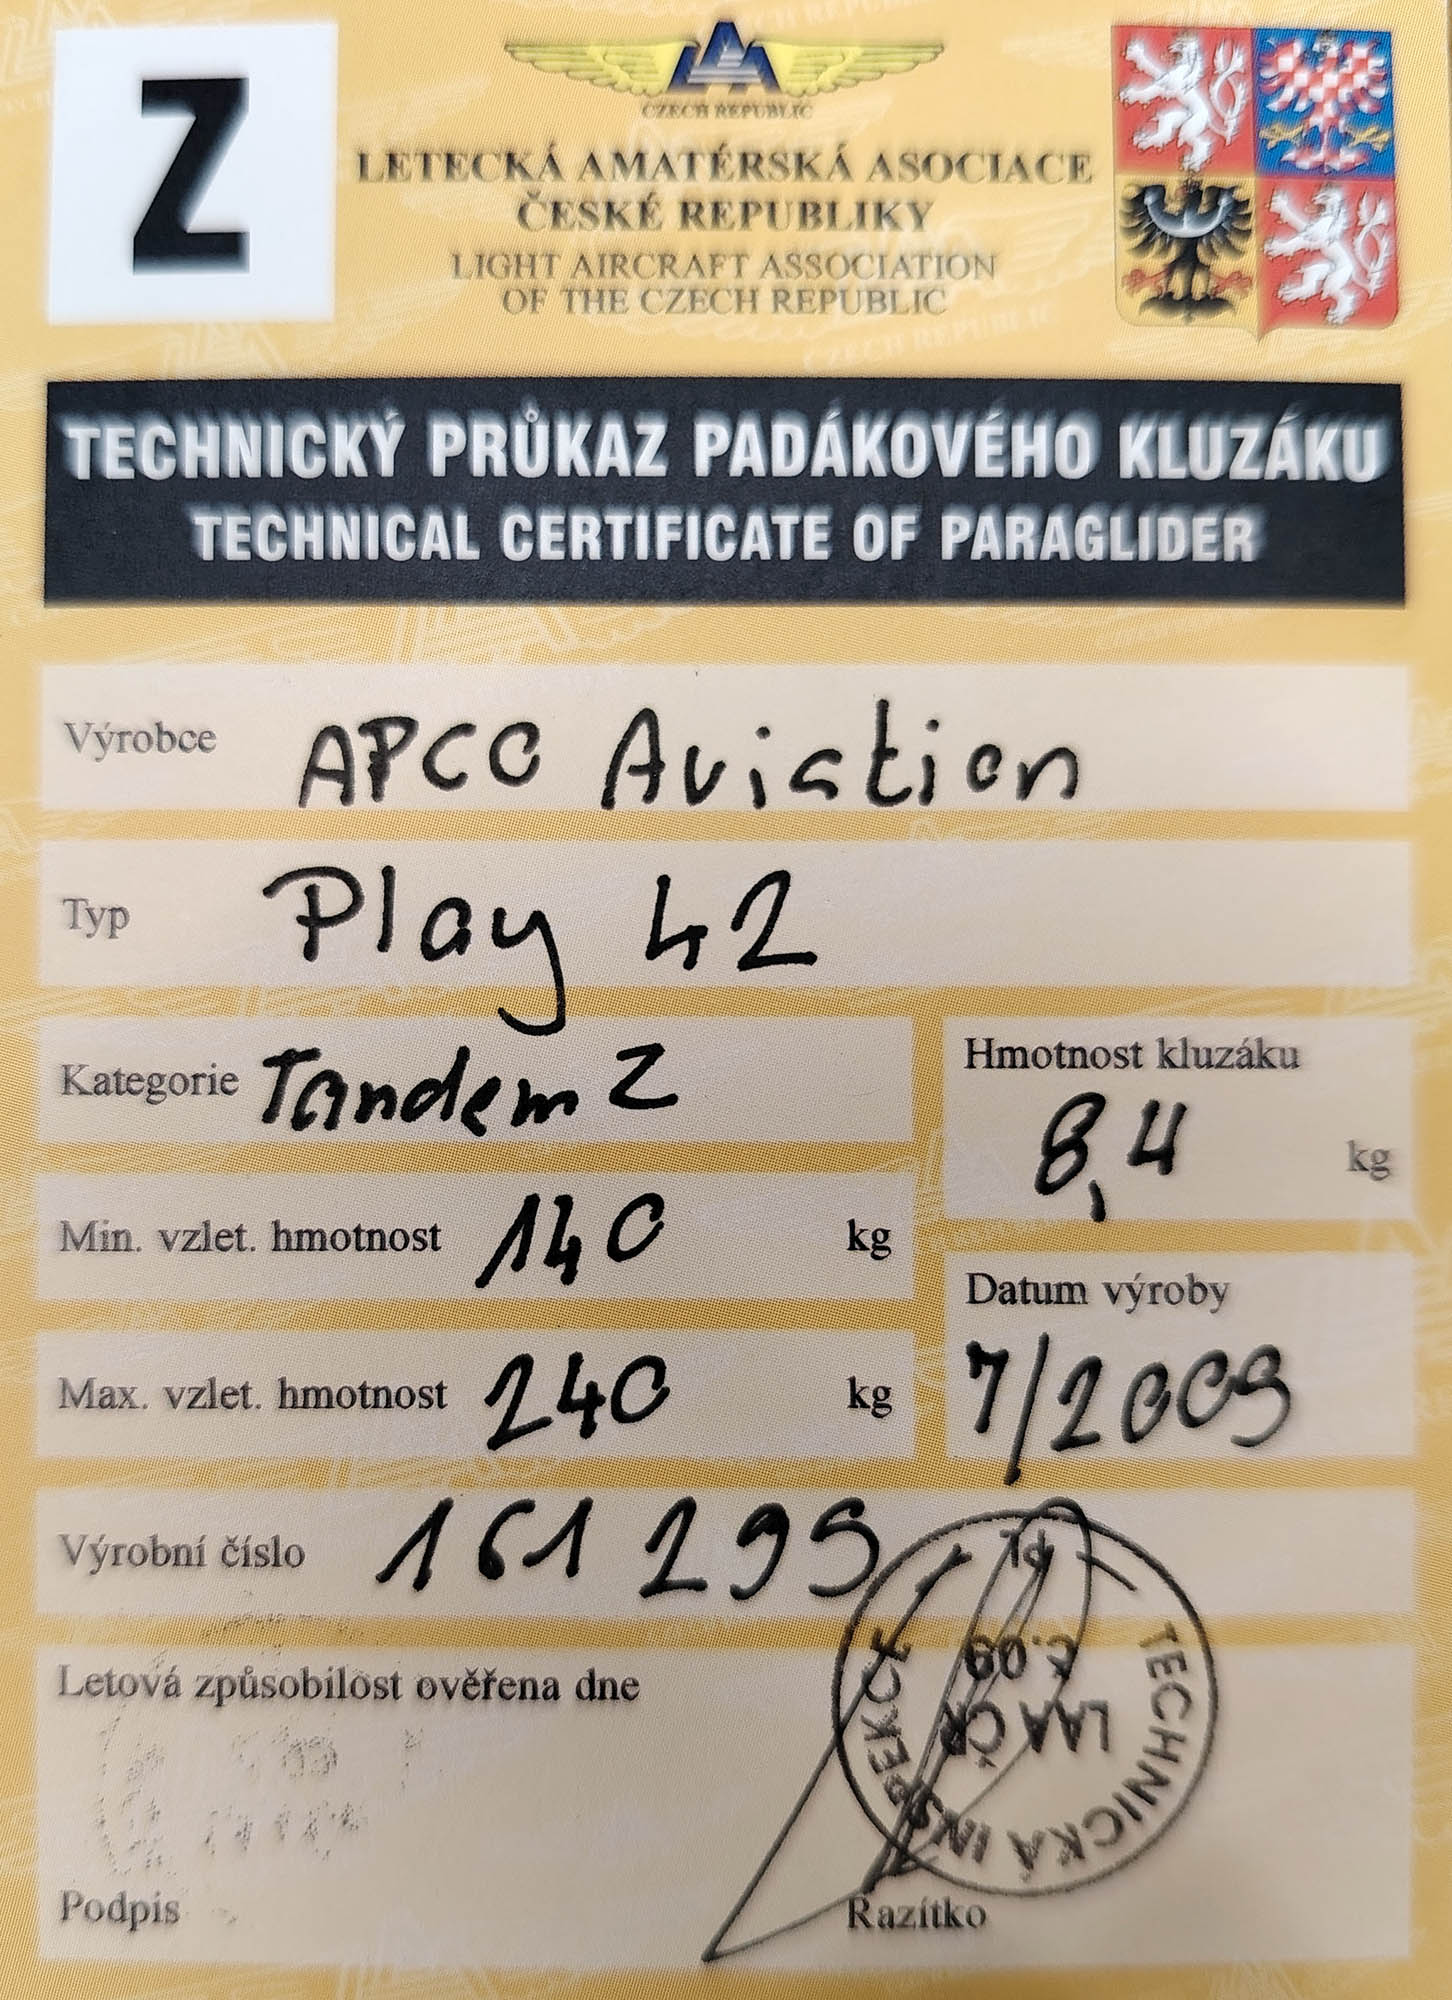 Z
CZECH REPUBLIC
LETECKÁ AMATÉRSKÁ ASOCIACE
ČESKÉ REPUBLIKY
LIGHT AIRCRAFT ASSOCIATION
OF THE CZECH REPUBLIC
TECHNICKÝ PRŮKAZ PADÁKOVÉHO KLUZÁKU
TECHNICAL CERTIFICATE OF PARAGLIDER
Výrobce APCO Aviation
Typ Play 42
Kategorie Tandem Z
Hmotnost kluzáku
8,4 kg
Min. vzlet. hmotnost 140 kg
Datum výroby
7/2009
Max. vzlet. hmotnost 240 kg
Výrobní číslo 161 299
Letová způsobilost ověřena dne
TECHNICKÁ INSPEKCE
LAA ČR
č. 09
Podpis
Razítko